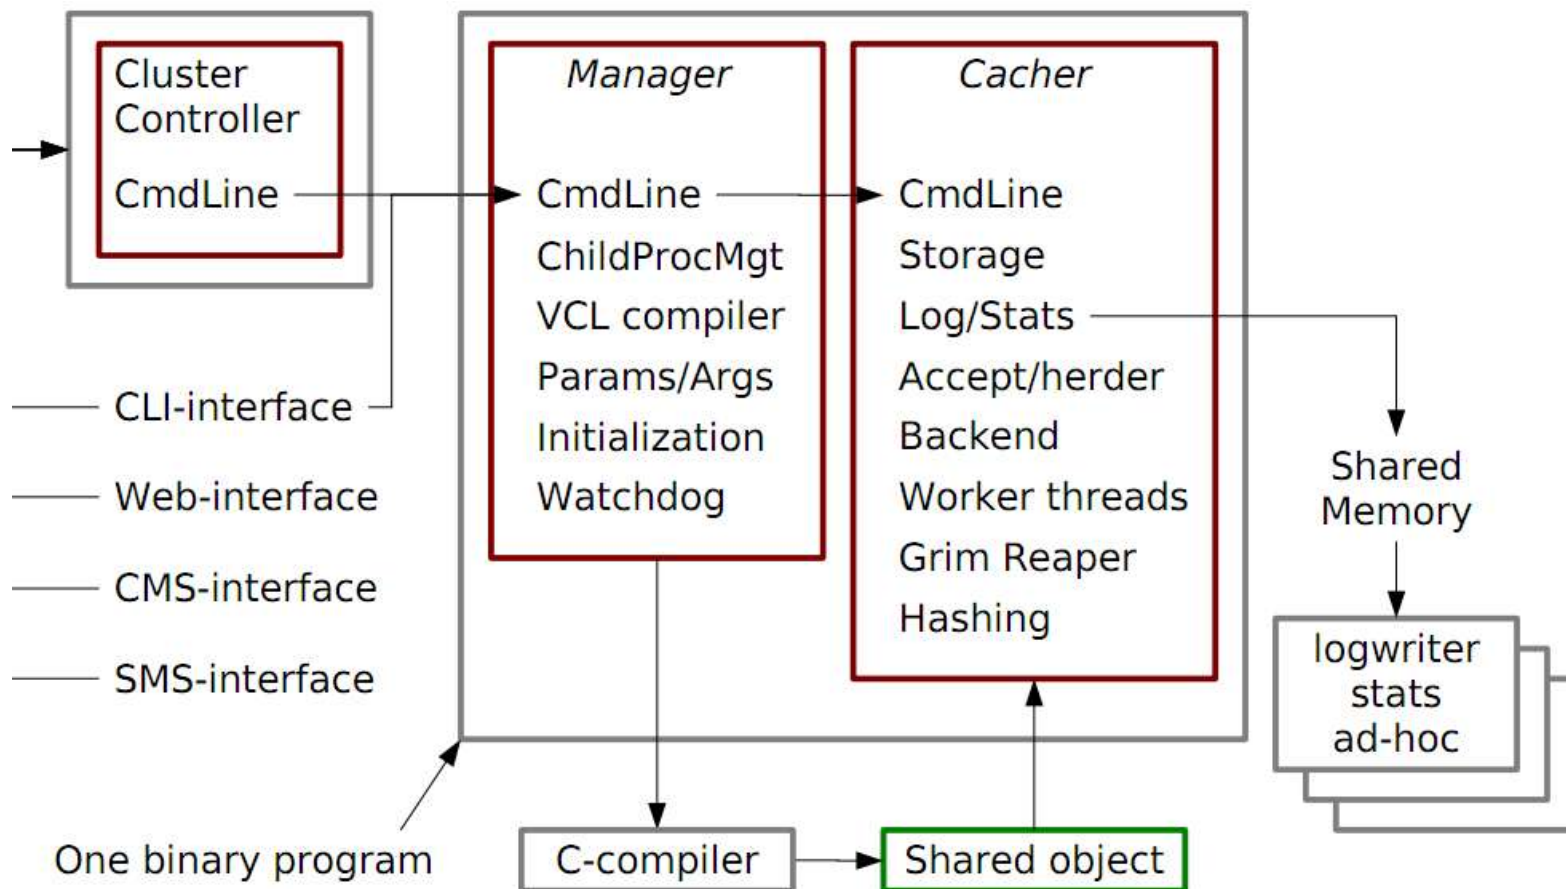 Cluster
Controller
CmdLine
CLI-interface
Web-interface
CMS-interface
SMS-interface
One binary program
Manager
CmdLine
ChildProcMgt
VCL compiler
Params/Args
Initialization
Watchdog
Cacher
CmdLine
Storage
Log/Stats
Accept/herder
Backend
Worker threads
Grim Reaper
Hashing
Shared
Memory
logwriter
stats
ad-hoc
C-compiler
Shared object